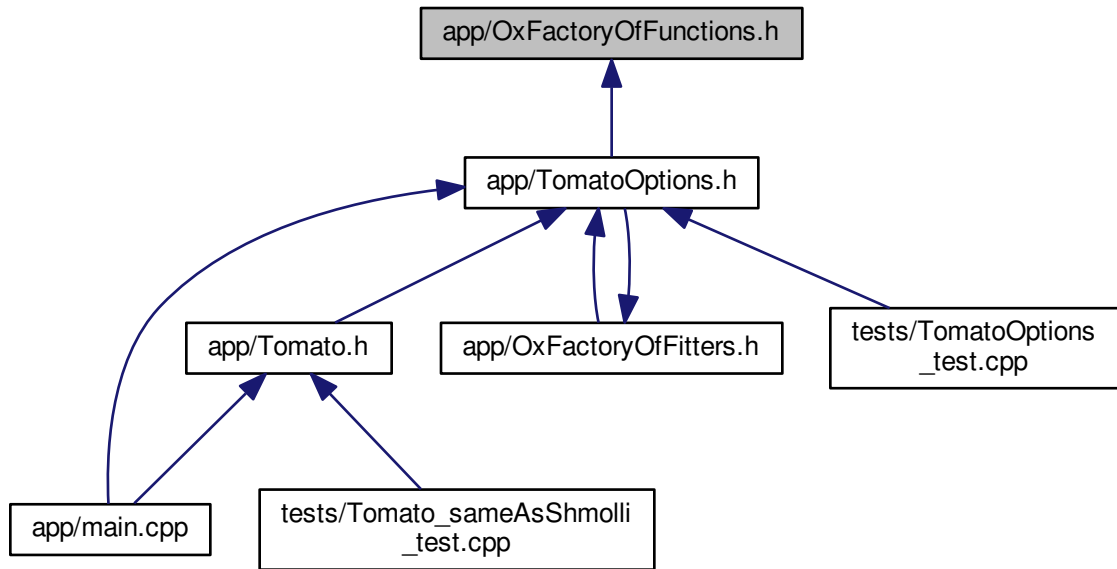 app/OxFactoryOfFunctions.h
app/TomatoOptions.h
app/Tomato.h
app/OxFactoryOfFitters.h
tests/TomatoOptions
_test.cpp
app/main.cpp
tests/Tomato_sameAsShmolli
_test.cpp